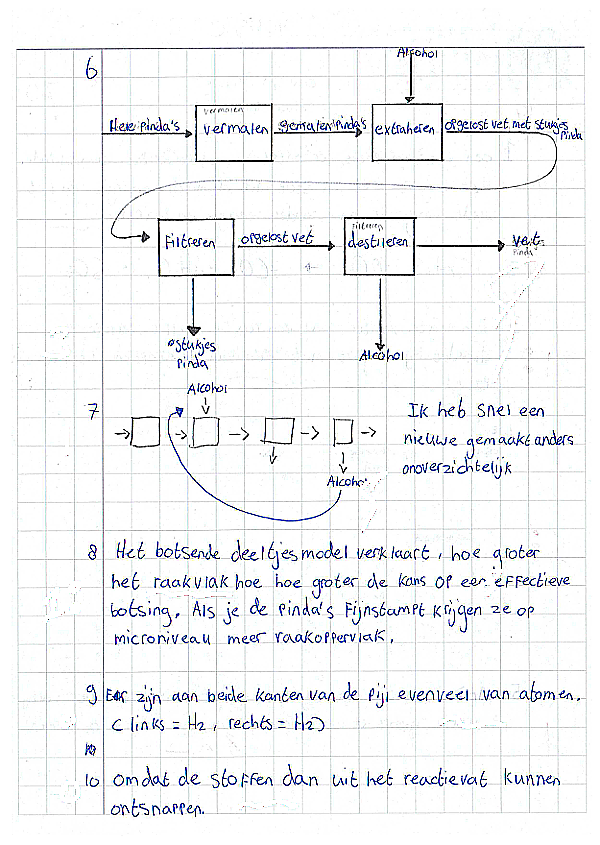 6
Alcohol
Hele pinda's
vermalen
vermalen
gemalen pinda's
extraheren
opgelost vet met stukjes
pinda
Filtreren
opgelost vet
Filtreren
destileren
vet
pinda
stukjes
pinda
Alcohol
7
Alcohol
Alcoho
Ik heb snel een
nieuwe gemaakt anders
onoverzichtelijk
8 Het botsende deeltjes model verklaart, hoe groter
het raakvlak hoe hoe groter de kans op een effectieve
botsing. Als je de pinda's Fijnstampt krijgen ze op
microniveau meer raakoppervlak.
9 Er zijn aan beide kanten van de pijl evenveel van atomen.
( links = H2, rechts = H2)
10 omdat de stoffen dan uit het reactievat kunnen
ontsnappen.